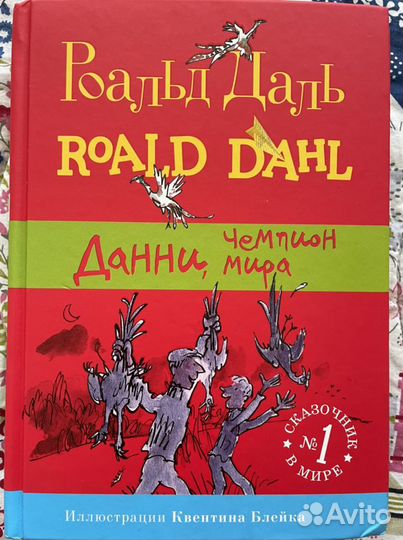 Роальд Даль
ROALD DAHL
Данни, чемпион
мира
СКАЗОЧНИК
№1
В МИРЕ
Иллюстрации Квентина Блейка
Avito